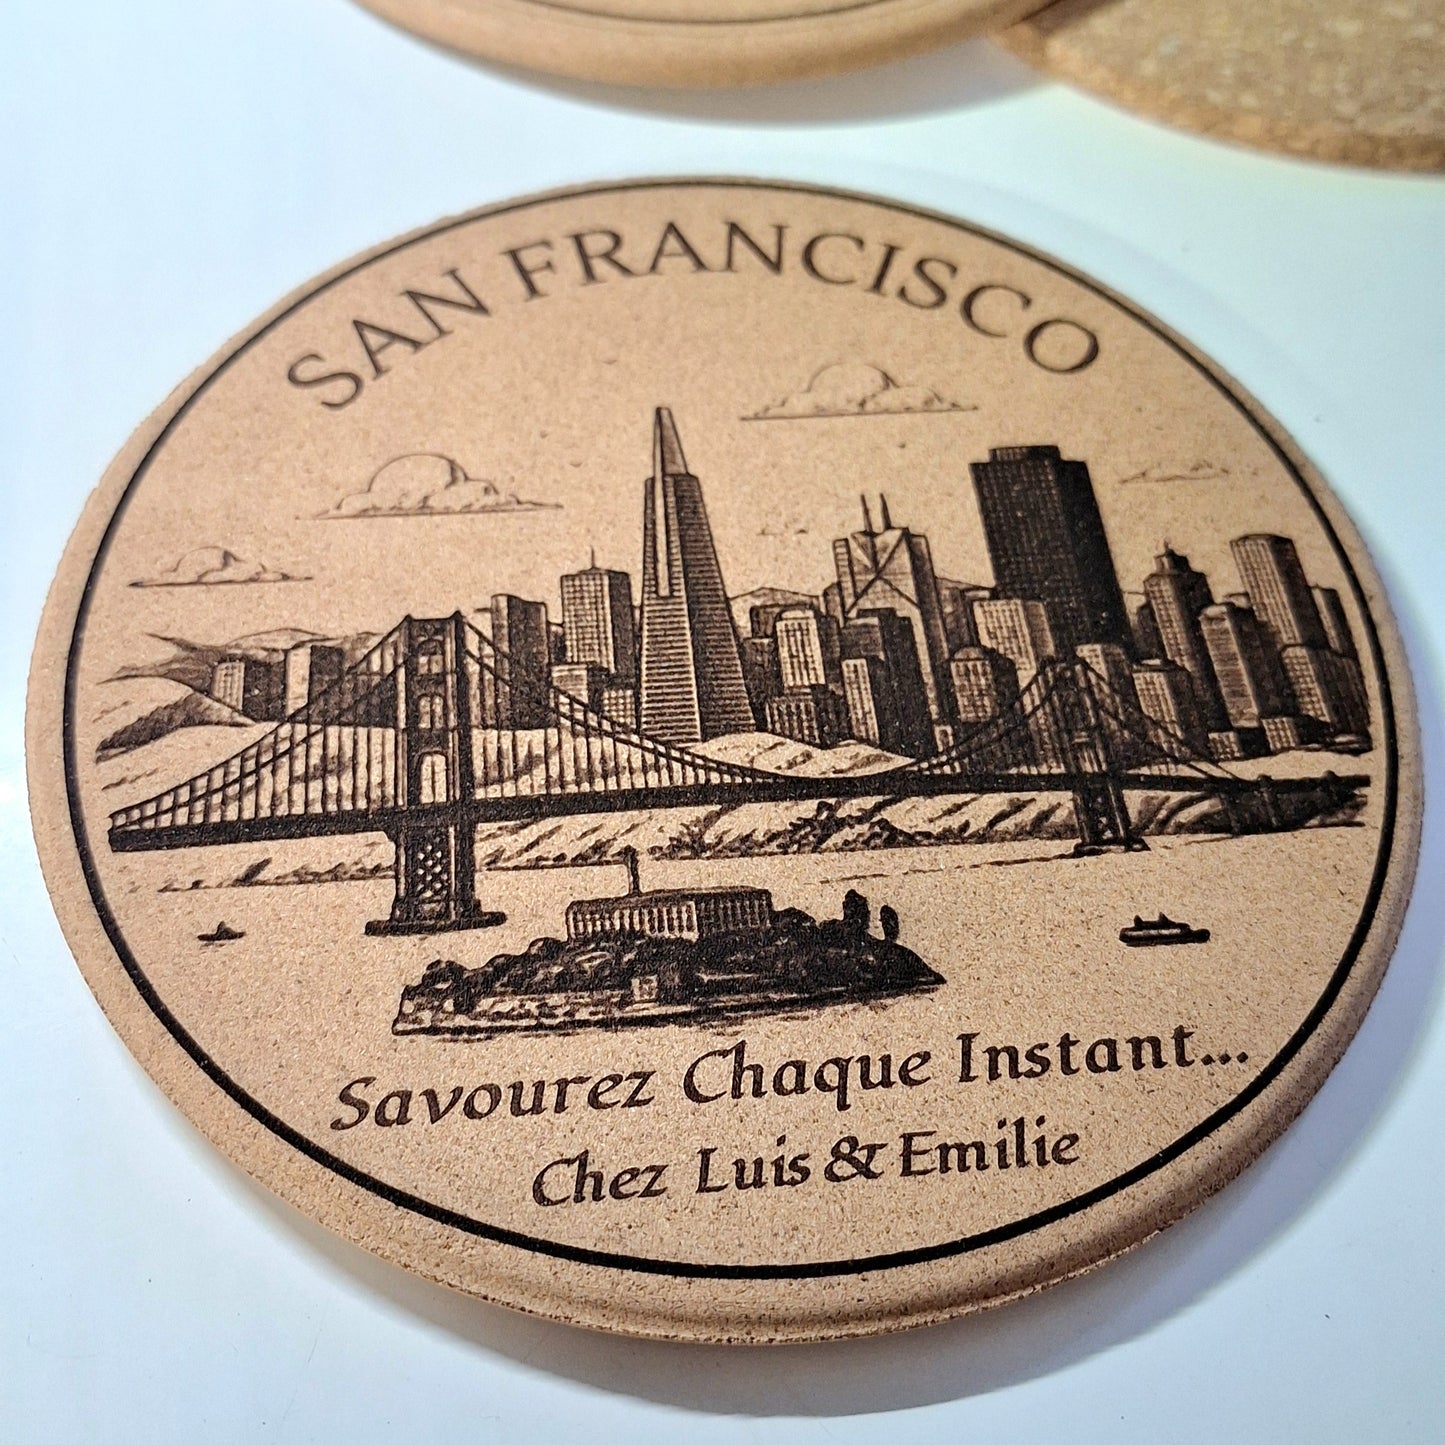 SAN FRANCISCO
Savourez Chaque Instant...
Chez Luis & Emilie